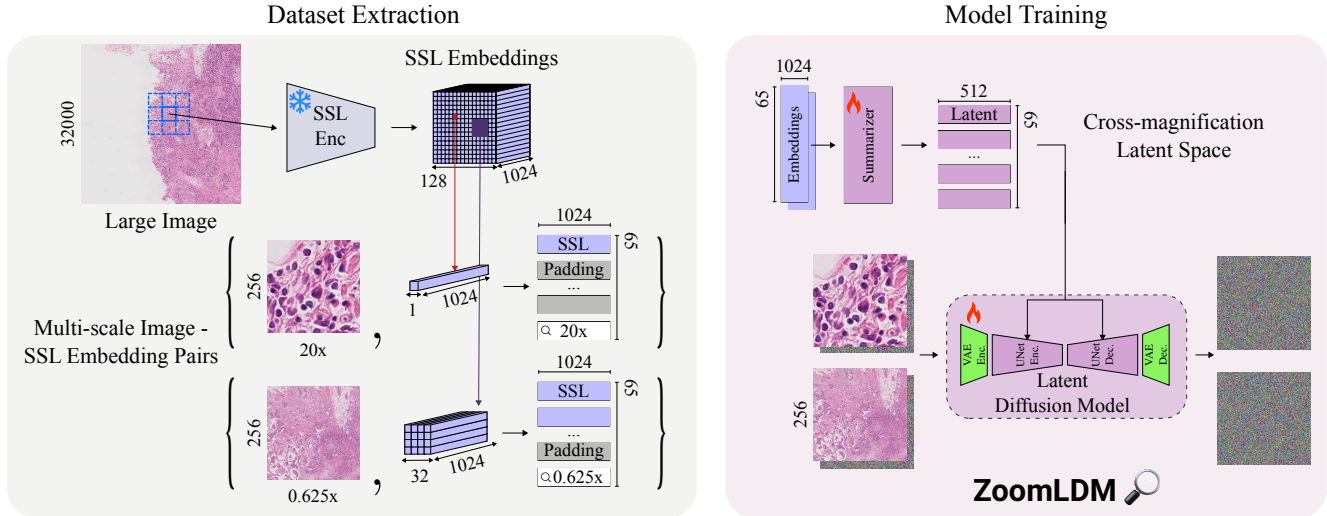 Dataset Extraction
32000
Large Image
SSL
Enc
SSL Embeddings
128
1024
Multi-scale Image -
SSL Embedding Pairs
256
20x
,
1
1024
1024
65
SSL
Padding
...
20x
256
0.625x
,
32
1024
1024
65
SSL
...
Padding
0.625x
Model Training
1024
65
Embeddings
Summarizer
512
Latent
...
65
Cross-magnification
Latent Space
256
VAE
Enc.
UNet
Enc.
UNet
Dec.
VAE
Dec.
Latent
Diffusion Model
ZoomLDM